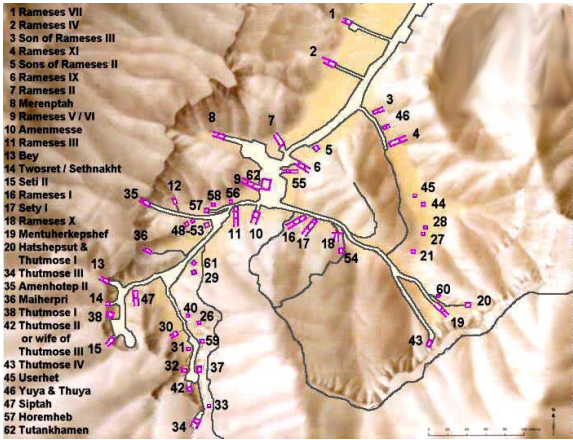 1 Rameses VII
2 Rameses IV
3 Son of Rameses III
4 Rameses XI
5 Sons of Rameses II
6 Rameses IX
7 Rameses II
8 Merenptah
9 Rameses V / VI
10 Amenmesse
11 Rameses III
13 Bey
14 Twosret / Sethnakht
15 Seti II
16 Rameses I
17 Sety I
18 Rameses X
19 Mentuherkepshef
20 Hatshepsut &
Thutmose I
34 Thutmose III
35 Amenhotep II
36 Maiherpri
38 Thutmose I
42 Thutmose II
or wife of
Thutmose III
43 Thutmose IV
45 Userhet
46 Yuya & Thuya
47 Siptah
57 Horemheb
62 Tutankhamen
1
2
3
46
4
8
7
5
6
9
62
55
45
44
28
27
21
35
12
58
56
57
48-53
11
10
16
17
18
54
36
61
29
13
14
38
47
15
40
26
30
59
31
32
37
42
33
34
60
20
19
43
N